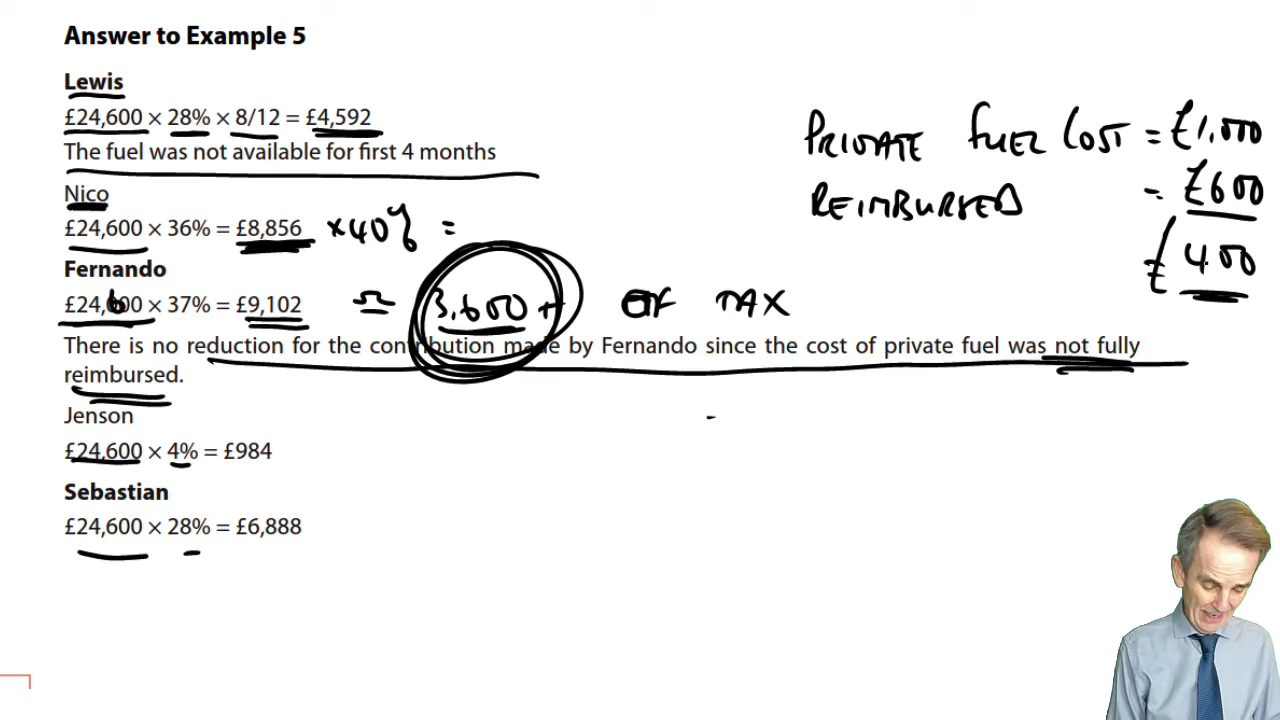 Answer to Example 5
Lewis
£24,600 × 28% × 8/12 = £4,592
The fuel was not available for first 4 months
Nico
£24,600 × 36% = £8,856 ×40% =
Fernando
£24,600 × 37% = £9,102 ≏ 3,600+ OF TAX
There is no reduction for the contribution made by Fernando since the cost of private fuel was not fully
reimbursed.
Jenson
£24,600 × 4% = £984
Sebastian
£24,600 × 28% = £6,888
PRIVATE FUEL COST = £1,000
REIMBURSED = £600
£400